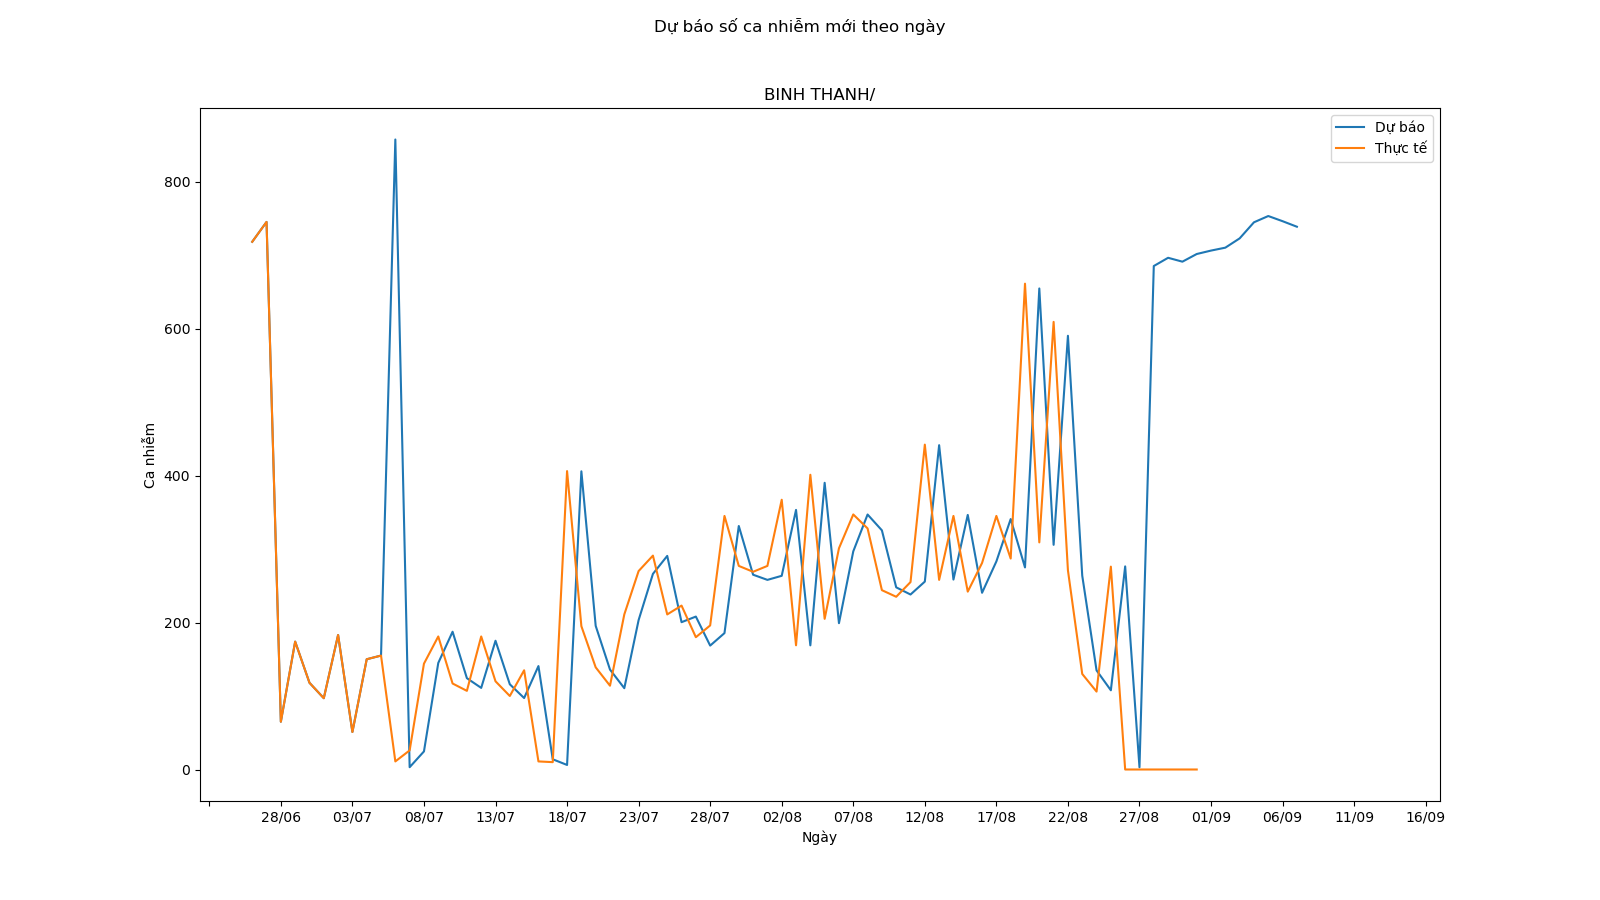 Dự báo số ca nhiễm mới theo ngày
BINH THANH/
Dự báo
Thực tế
800
600
400
200
0
Ca nhiễm
28/06 03/07 08/07 13/07 18/07 23/07 28/07 02/08 07/08 12/08 17/08 22/08 27/08 01/09 06/09 11/09 16/09
Ngày